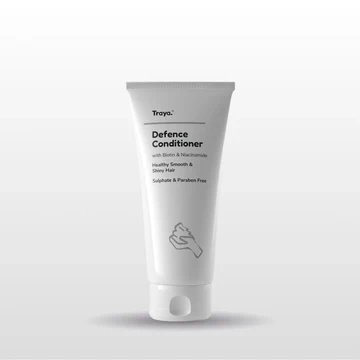 Traya.
Defence
Conditioner
with Biotin & Niacinamide
Healthy Smooth &
Shiny Hair
Sulphate & Paraben Free